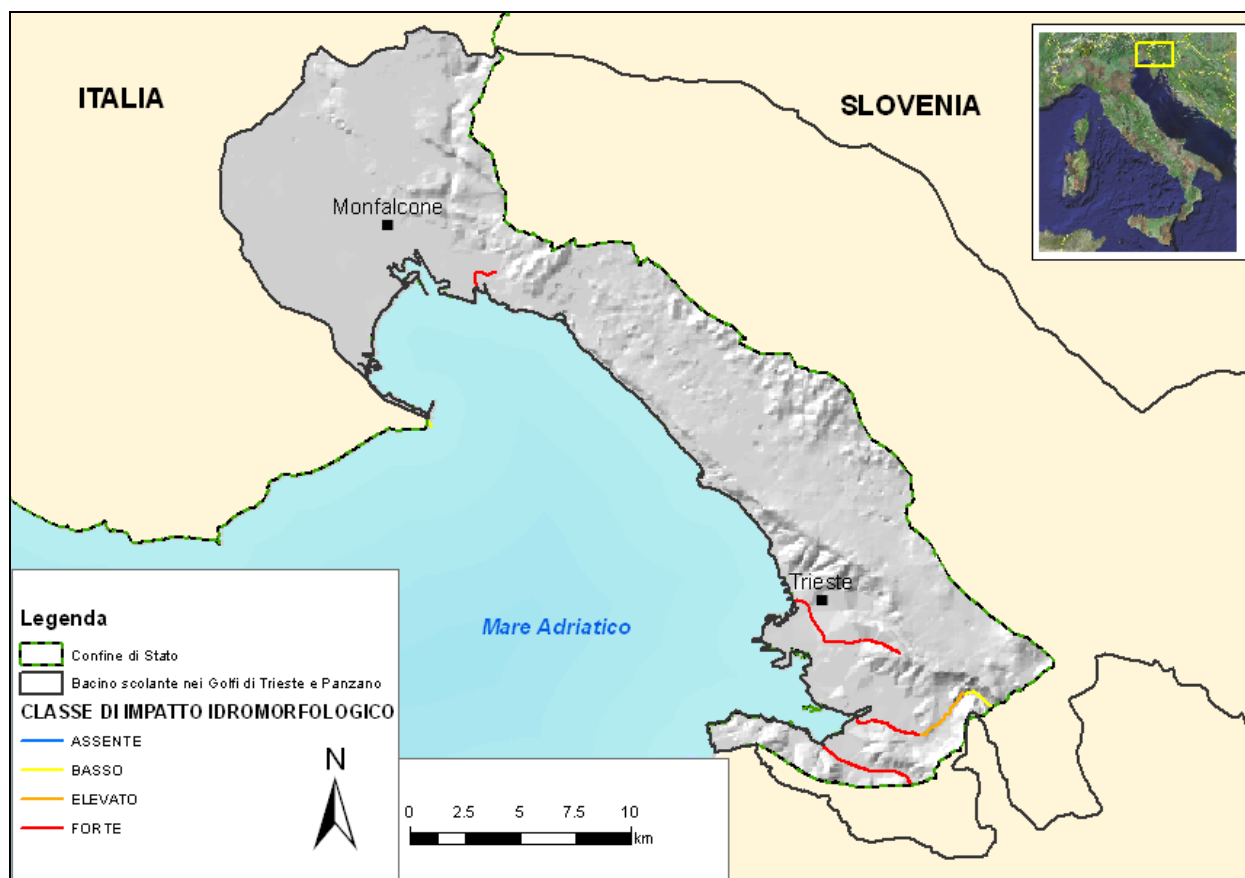 ITALIA
SLOVENIA
Monfalcone
Trieste
Mare Adriatico
Legenda
Confine di Stato
Bacino scolante nei Golfi di Trieste e Panzano
CLASSE DI IMPATTO IDROMORFOLOGICO
ASSENTE
BASSO
ELEVATO
FORTE
N
0 2.5 5 7.5 10
km